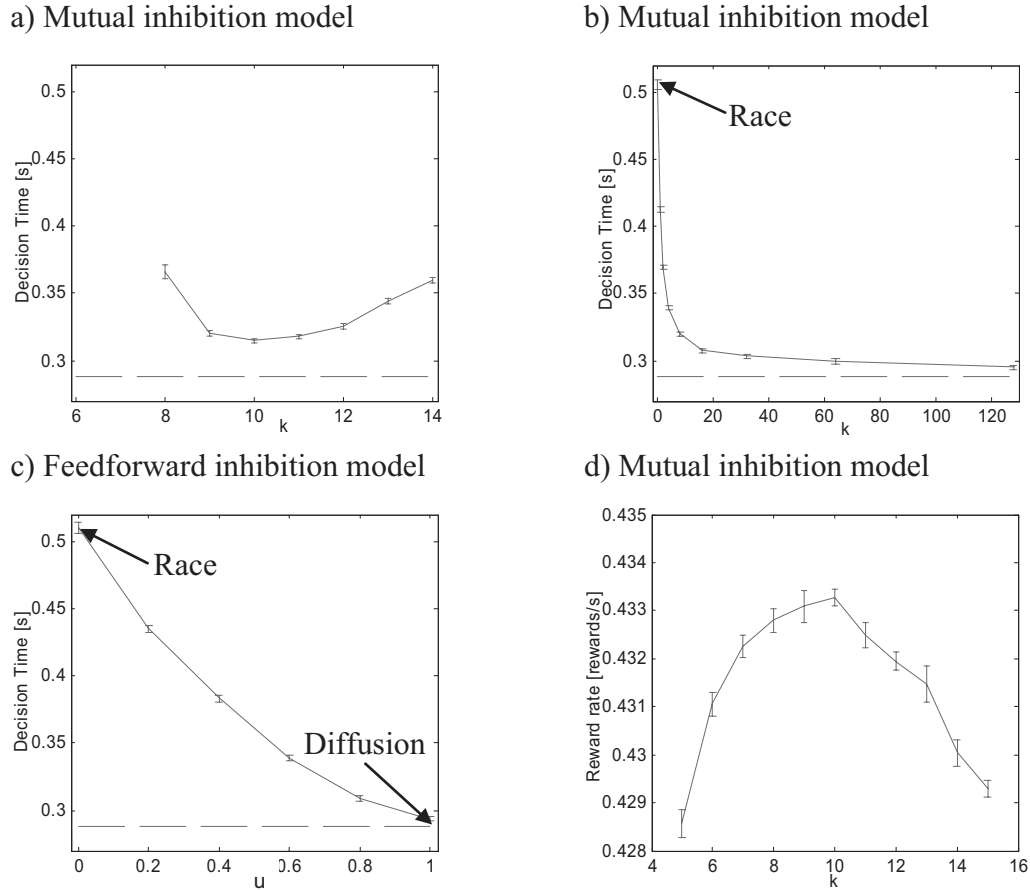 a) Mutual inhibition model
0.5
0.45
0.4
0.35
0.3
Decision Time [s]
6 8 10 12 14
k
b) Mutual inhibition model
Race
0.5
0.45
0.4
0.35
0.3
Decision Time [s]
0 20 40 60 80 100 120
k
c) Feedforward inhibition model
Race
Diffusion
0.5
0.45
0.4
0.35
0.3
Decision Time [s]
0 0.2 0.4 0.6 0.8 1
u
d) Mutual inhibition model
0.435
0.434
0.433
0.432
0.431
0.43
0.429
0.428
Reward rate [rewards/s]
4 6 8 10 12 14 16
k